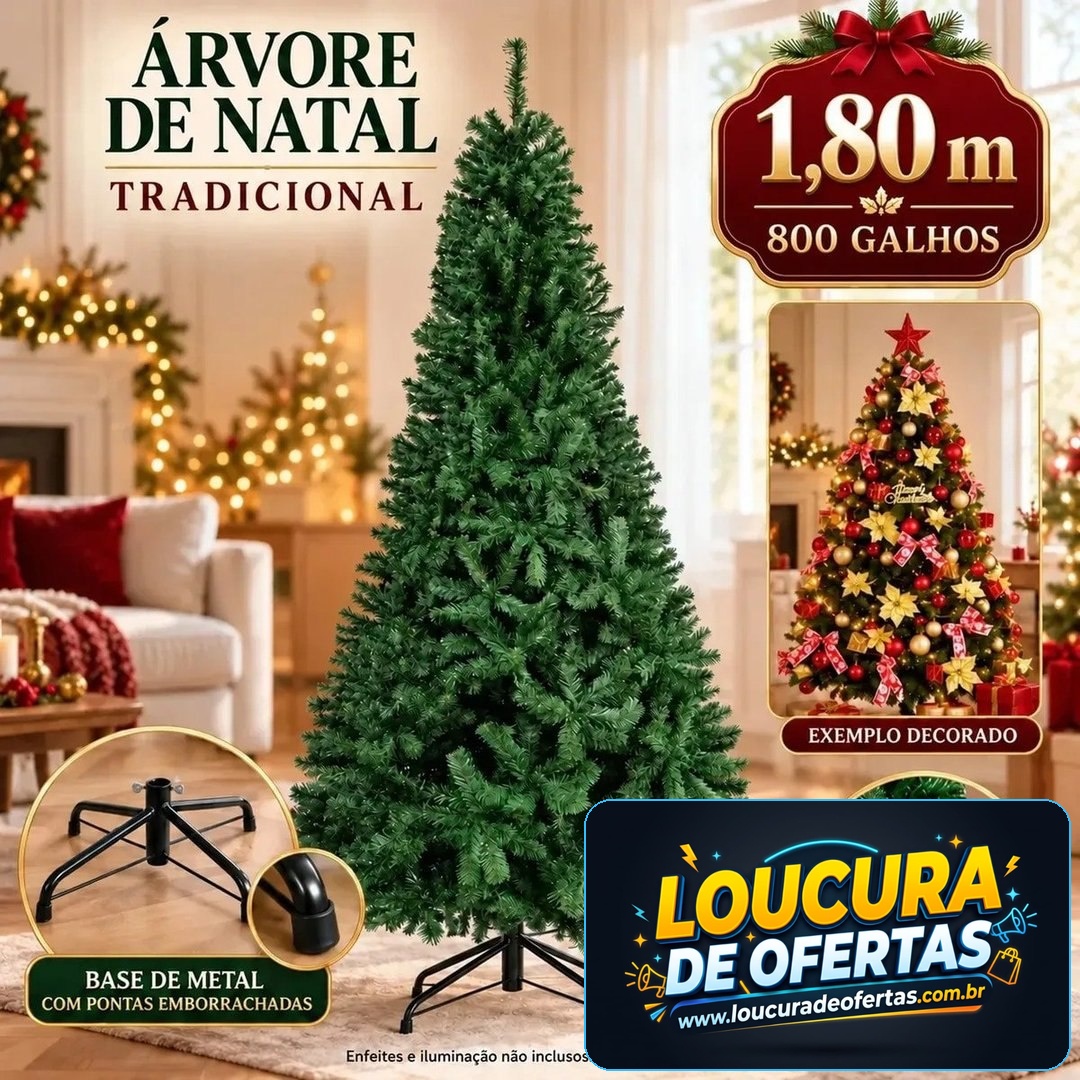 ÁRVORE
DE NATAL
TRADICIONAL
1,80 m
800 GALHOS
EXEMPLO DECORADO
BASE DE METAL
COM PONTAS EMBORRACHADAS
Enfeites e iluminação não inclusos
LOUCURA
DE OFERTAS
www.loucuradeofertas.com.br